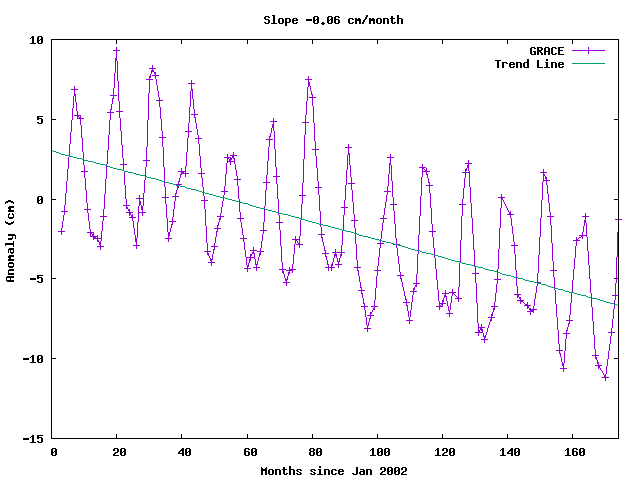 Slope -0.06 cm/month
GRACE
Trend Line
Anomaly (cm)
10
5
0
-5
-10
-15
0 20 40 60 80 100 120 140 160
Months since Jan 2002